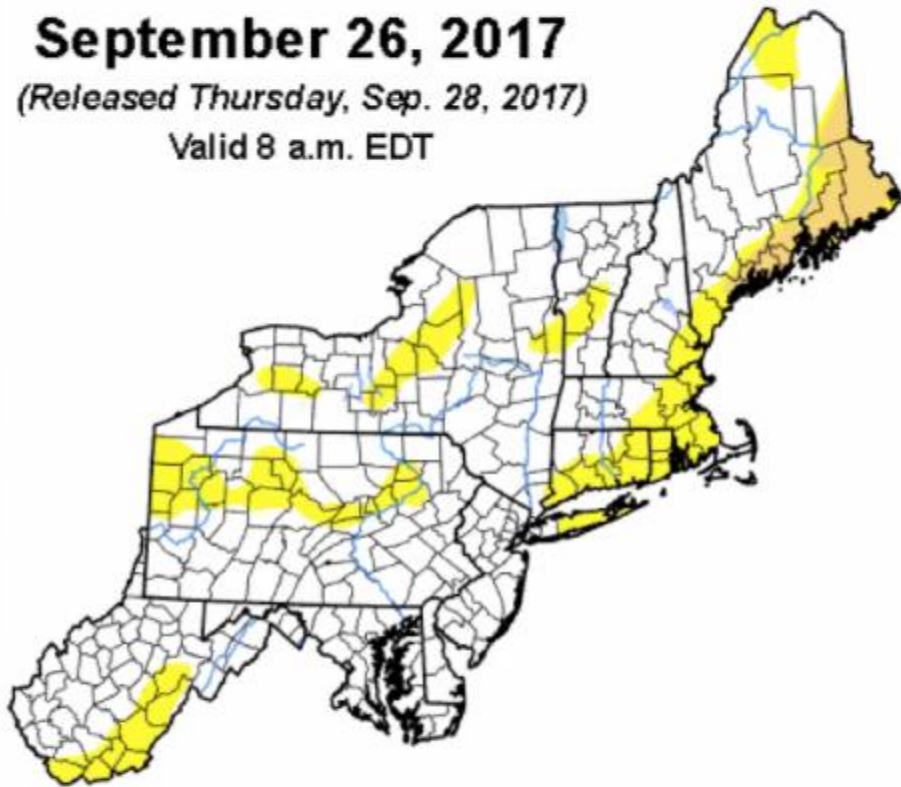 September 26, 2017
(Released Thursday, Sep. 28, 2017)
Valid 8 a.m. EDT